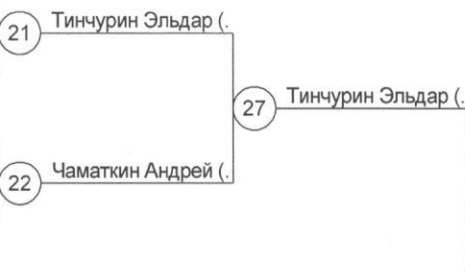 21 Тинчурин Эльдар (.
27 Тинчурин Эльдар (.
22 Чаматкин Андрей (.